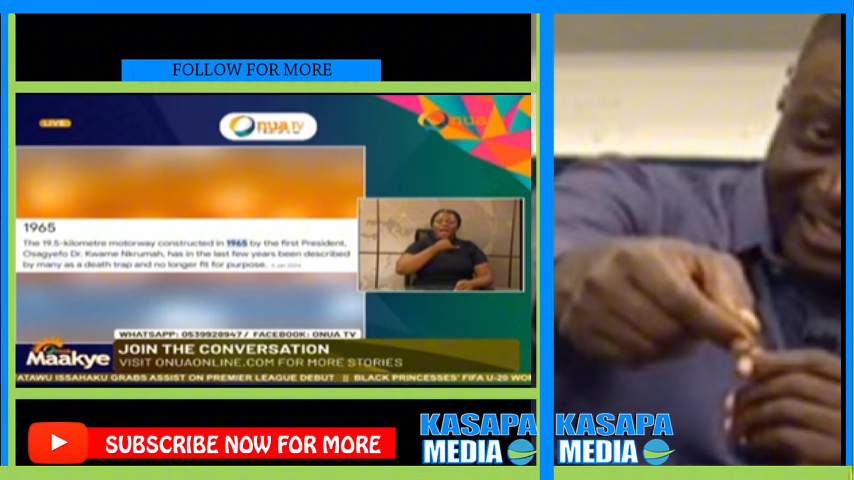 FOLLOW FOR MORE
LIVE
Onua TV
Onua
1965
The 19.5-kilometre motorway constructed in 1965 by the first President,
Osagyefo Dr. Kwame Nkrumah, has in the last few years been described
by many as a death trap and no longer fit for purpose.
WHATSAPP: 0539928947 / FACEBOOK: ONUA TV
Maakye
JOIN THE CONVERSATION
VISIT ONUAONLINE.COM FOR MORE STORIES
ATAWU ISSAHAKU GRABS ASSIST ON PREMIER LEAGUE DEBUT || BLACK PRINCESSES' FIFA U-20 WO
SUBSCRIBE NOW FOR MORE
KASAPA
MEDIA
KASAPA
MEDIA